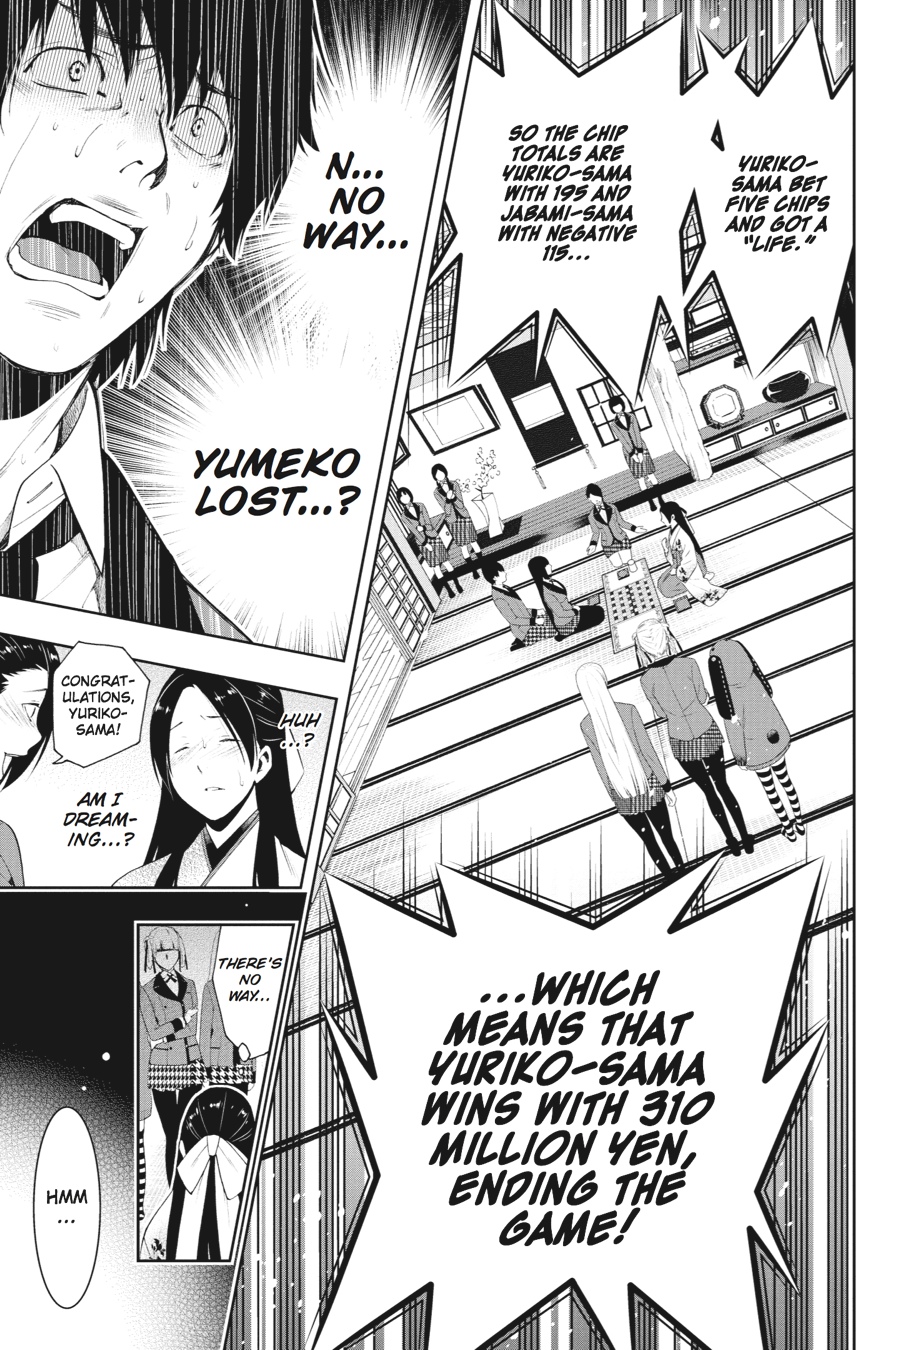 YURIKO-
SAMA BET
FIVE CHIPS
AND GOT A
"LIFE."
SO THE CHIP
TOTALS ARE
YURIKO-SAMA
WITH 195 AND
JABAMI-SAMA
WITH NEGATIVE
115...
...WHICH
MEANS THAT
YURIKO-SAMA
WINS WITH 310
MILLION YEN,
ENDING THE
GAME!
N...
NO
WAY...
YUMEKO
LOST...?
HUH
...?
CONGRAT-
ULATIONS,
YURIKO-
SAMA!
AM I
DREAM-
ING...?
THERE'S
NO
WAY...
HMM
...